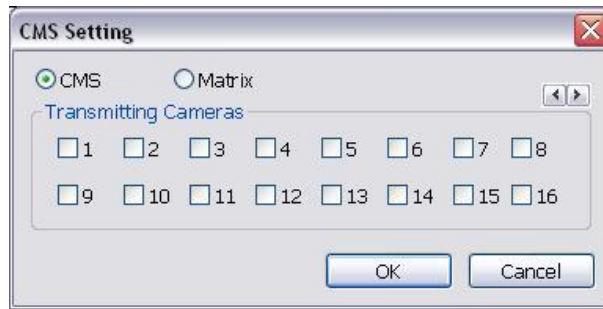 CMS Setting
CMS Matrix
Transmitting Cameras
1 2 3 4 5 6 7 8
9 10 11 12 13 14 15 16
OK Cancel